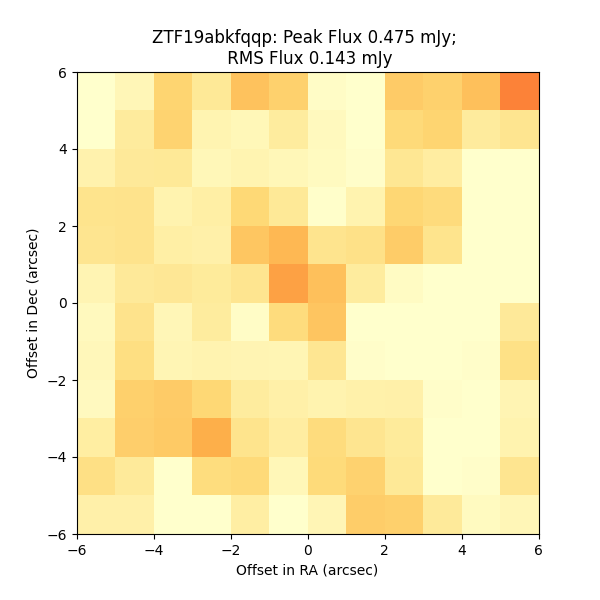 ZTF19abkfqqp: Peak Flux 0.475 mJy;
RMS Flux 0.143 mJy
6
4
2
0
−2
−4
−6
Offset in Dec (arcsec)
−6 −4 −2 0 2 4 6
Offset in RA (arcsec)